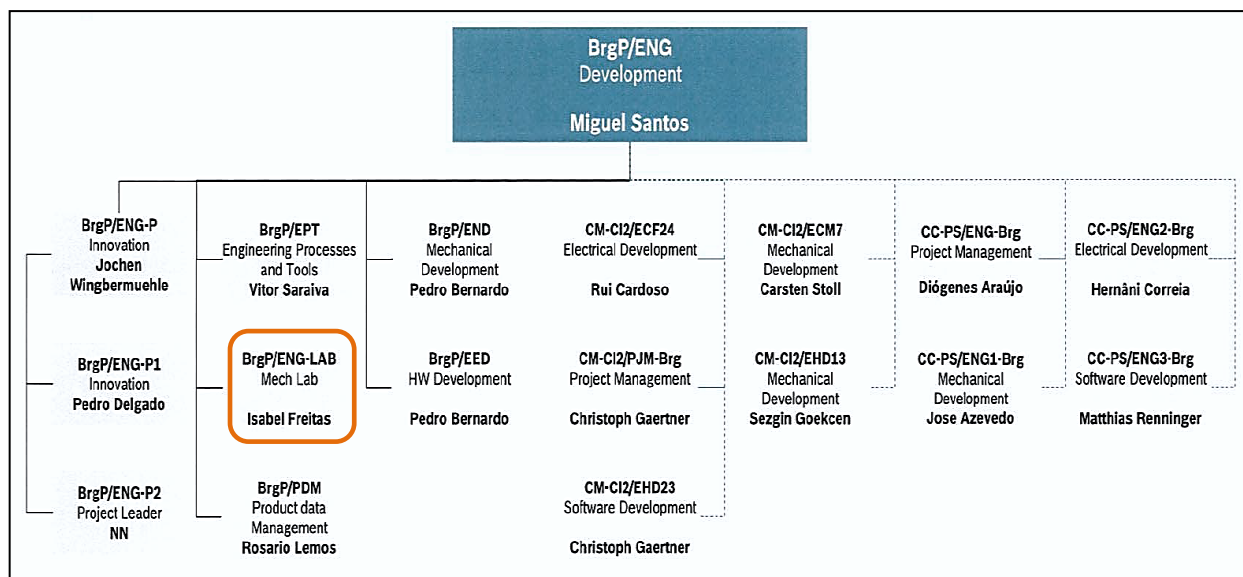 BrgP/ENG
Development
Miguel Santos
BrgP/ENG-P
Innovation
Jochen
Wingbermuehle
BrgP/EPT
Engineering Processes
and Tools
Vitor Saraiva
BrgP/END
Mechanical
Development
Pedro Bernardo
CM-CI2/ECF24
Electrical Development
Rui Cardoso
CM-CI2/ECM7
Mechanical
Development
Carsten Stoll
CC-PS/ENG-Brg
Project Management
Diógenes Araújo
CC-PS/ENG2-Brg
Electrical Development
Hernâni Correia
BrgP/ENG-P1
Innovation
Pedro Delgado
BrgP/ENG-LAB
Mech Lab
Isabel Freitas
BrgP/EED
HW Development
Pedro Bernardo
CM-CI2/PJM-Brg
Project Management
Christoph Gaertner
CM-CI2/EHD13
Mechanical
Development
Sezgin Goekcen
CC-PS/ENG1-Brg
Mechanical
Development
Jose Azevedo
CC-PS/ENG3-Brg
Software Development
Matthias Renninger
BrgP/ENG-P2
Project Leader
NN
BrgP/PDM
Product data
Management
Rosario Lemos
CM-CI2/EHD23
Software Development
Christoph Gaertner